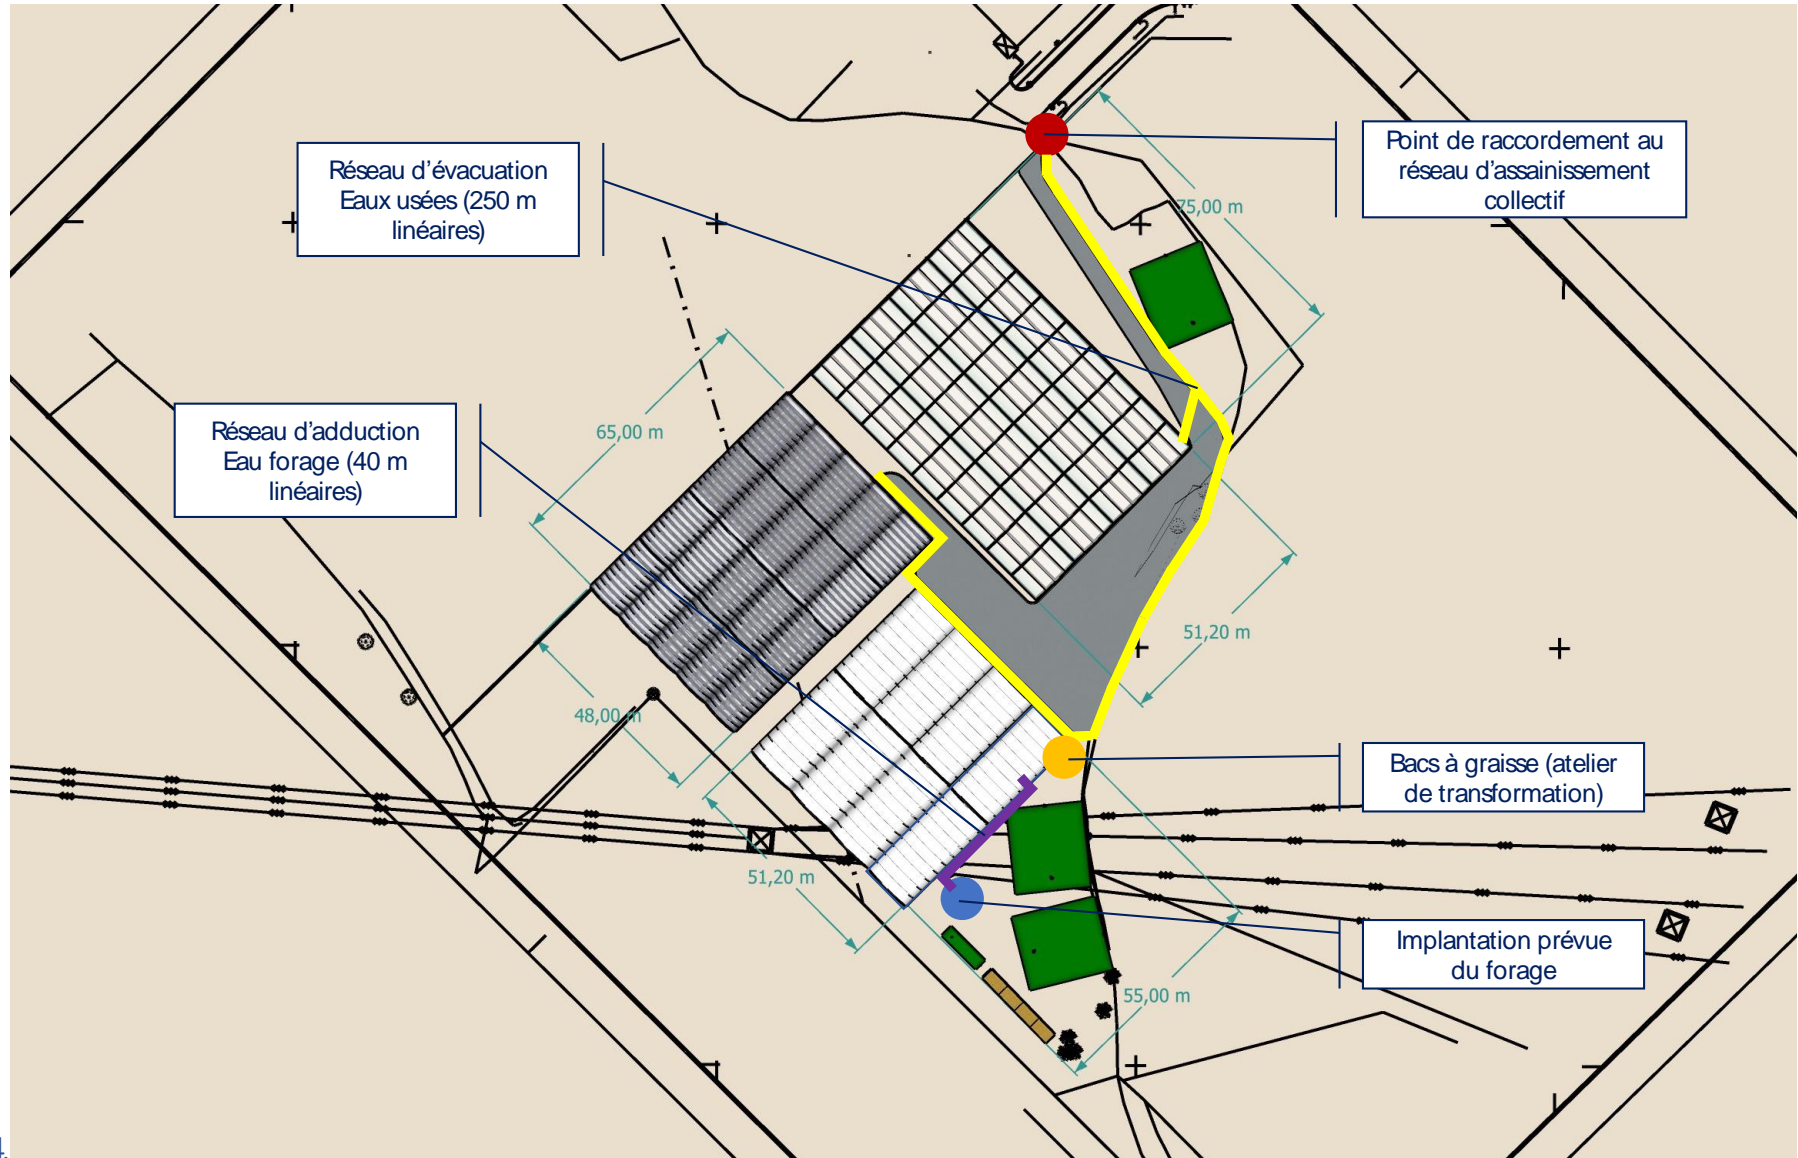 Point de raccordement au
réseau d'assainissement
collectif
Réseau d'évacuation
Eaux usées (250 m
linéaires)
75,00 m
Réseau d'adduction
Eau forage (40 m
linéaires)
65,00 m
51,20 m
48,00 m
Bacs à graisse (atelier
de transformation)
51,20 m
Implantation prévue
du forage
55,00 m